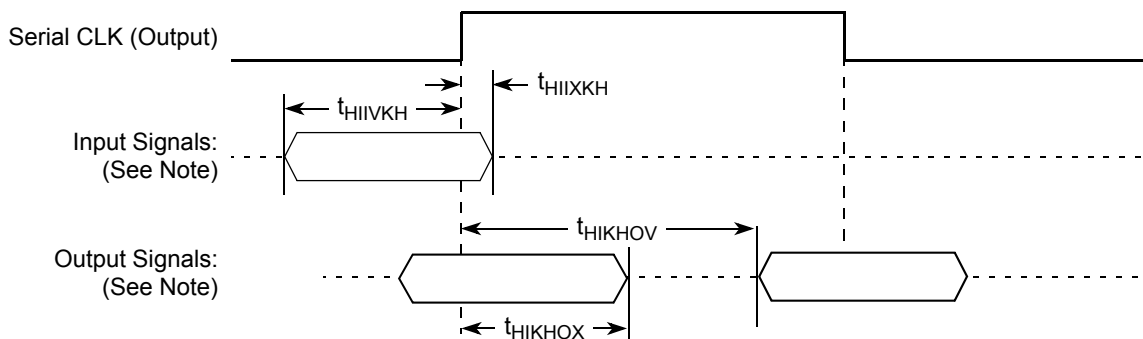 Serial CLK (Output)
tHIIXKH
tHIIVKH
Input Signals:
(See Note)
tHIKHOV
Output Signals:
(See Note)
tHIKHOX